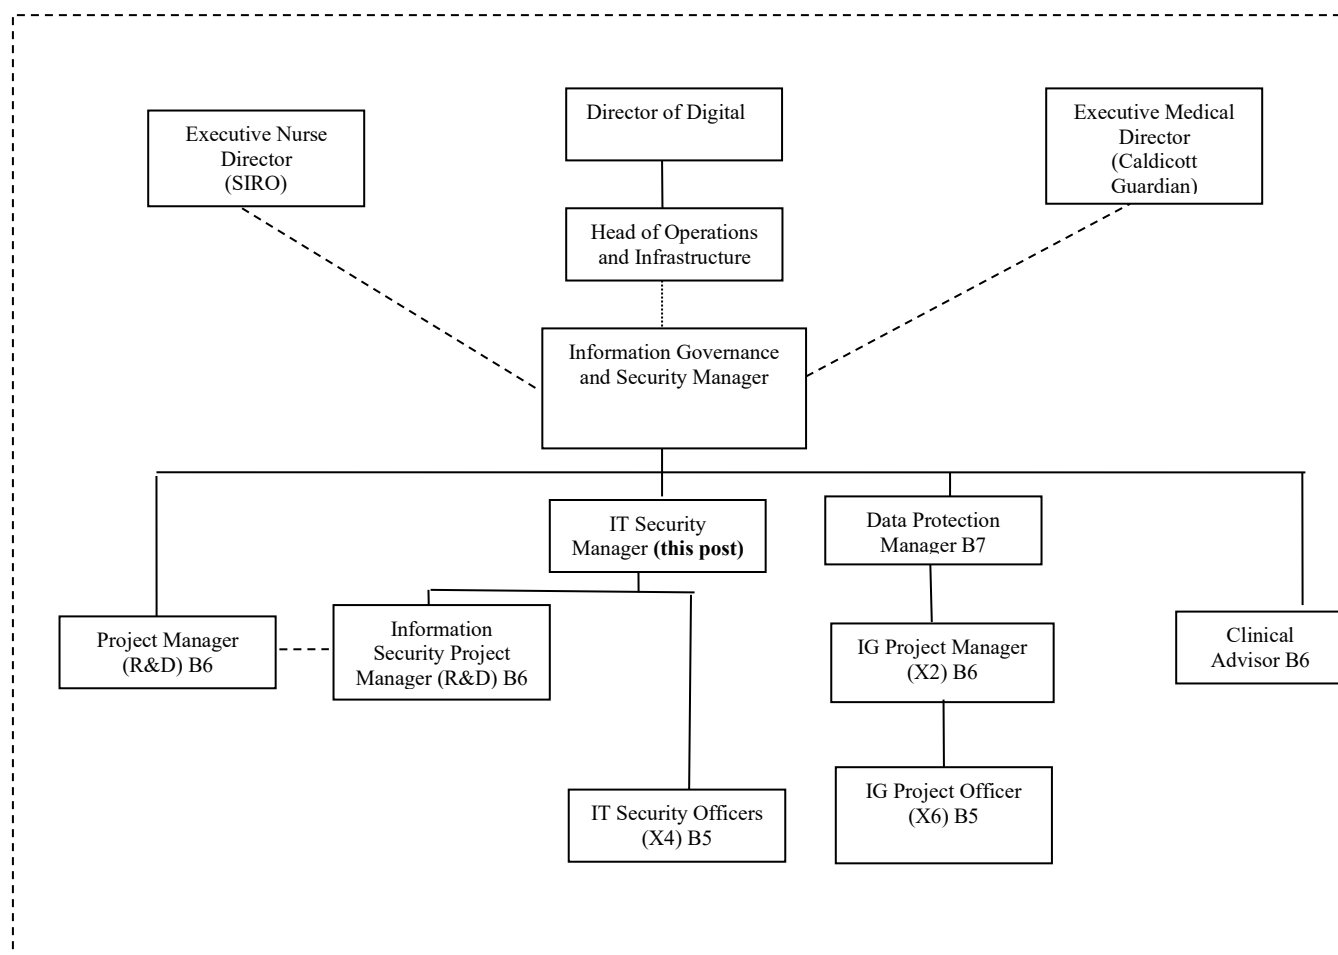 Executive Nurse
Director
(SIRO)
Director of Digital
Executive Medical
Director
(Caldicott
Guardian)
Head of Operations
and Infrastructure
Information Governance
and Security Manager
IT Security
Manager (this post)
Data Protection
Manager B7
Project Manager
(R&D) B6
Information
Security Project
Manager (R&D) B6
IG Project Manager
(X2) B6
Clinical
Advisor B6
IT Security Officers
(X4) B5
IG Project Officer
(X6) B5